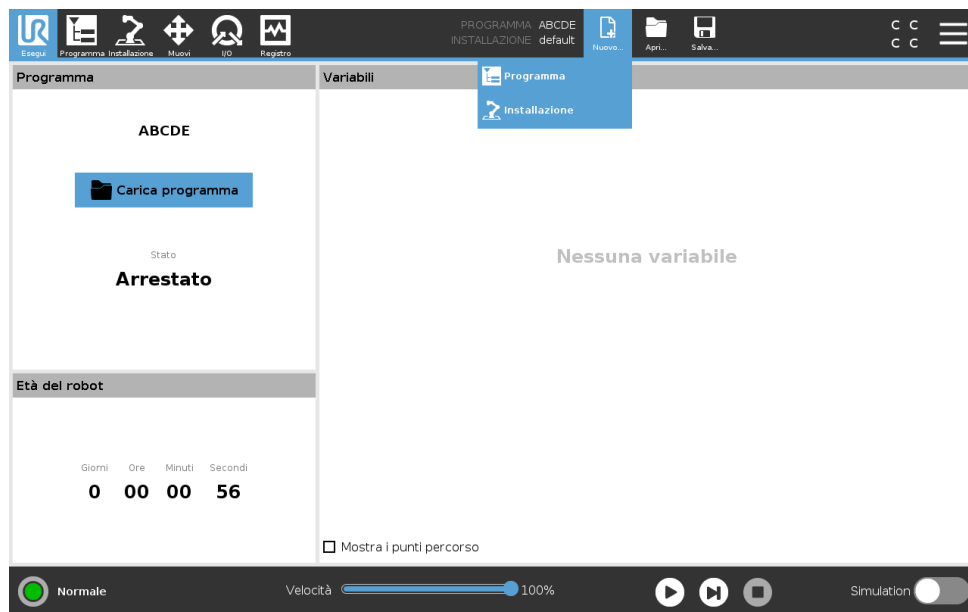 PROGRAMMA ABCDE
INSTALLAZIONE default
UR
Esegui Programma Installazione Muovi I/O Registro Nuovo... Apri... Salva...
C C
C C
Programma
Variabili
Programma
Installazione
ABCDE
Carica programma
Stato
Arrestato
Nessuna variabile
Età del robot
Giorni Ore Minuti Secondi
0 00 00 56
Mostra i punti percorso
Normale Velocità 100% Simulation